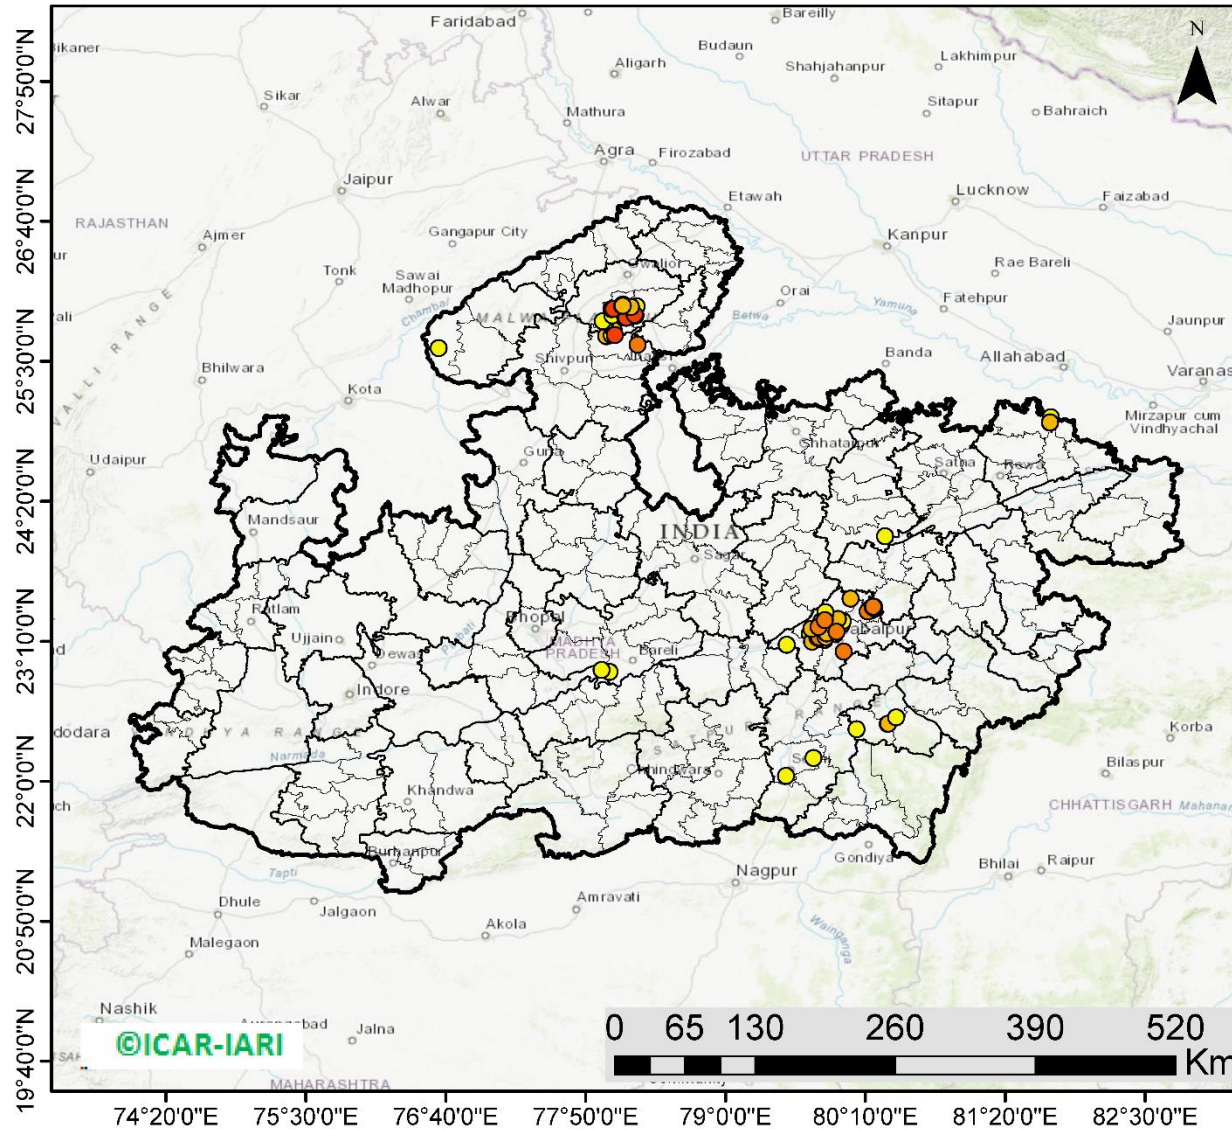 N
27°50'0"N
26°40'0"N
25°30'0"N
24°20'0"N
23°10'0"N
22°0'0"N
20°50'0"N
19°40'0"N
Faridabad
Bareilly
Bikaner
Budaun
Aligarh
Shahjahanpur
Lakhimpur
Sikar
Alwar
Mathura
Sitapur
Bahraich
Agra
Firozabad
UTTAR PRADESH
Jaipur
Etawah
Lucknow
Faizabad
RAJASTHAN
Ajmer
Gangapur City
Kanpur
Tonk
Sawai
Madhopur
Rae Bareli
Orai
Chambal
Yamuna
Fatehpur
Betwa
Jaunpur
Shivpuri
Banda
Allahabad
Bhilwara
Varanas
Kota
Mirzapur cum
Vindhyachal
Chhatarpur
Udaipur
Guna
Satna
Rewa
Mandsaur
INDIA
Sagar
Ratlam
Bhopal
Ujjain
MADHYA
PRADESH
Bareli
Dewas
Parbati
Indore
dodara
SATPURA RANGE
Korba
Narmada
Chhindwara
Bilaspur
Khandwa
CHHATTISGARH
Mahanar
Burhanpur
Gondiya
Bhilai
Raipur
Tapti
Nagpur
Dhule
Jalgaon
Amravati
Akola
Wainganga
Malegaon
Nashik
Jalna
©ICAR-IARI
MAHARASHTRA
0 65 130 260 390 520
Km
74°20'0"E 75°30'0"E 76°40'0"E 77°50'0"E 79°0'0"E 80°10'0"E 81°20'0"E 82°30'0"E